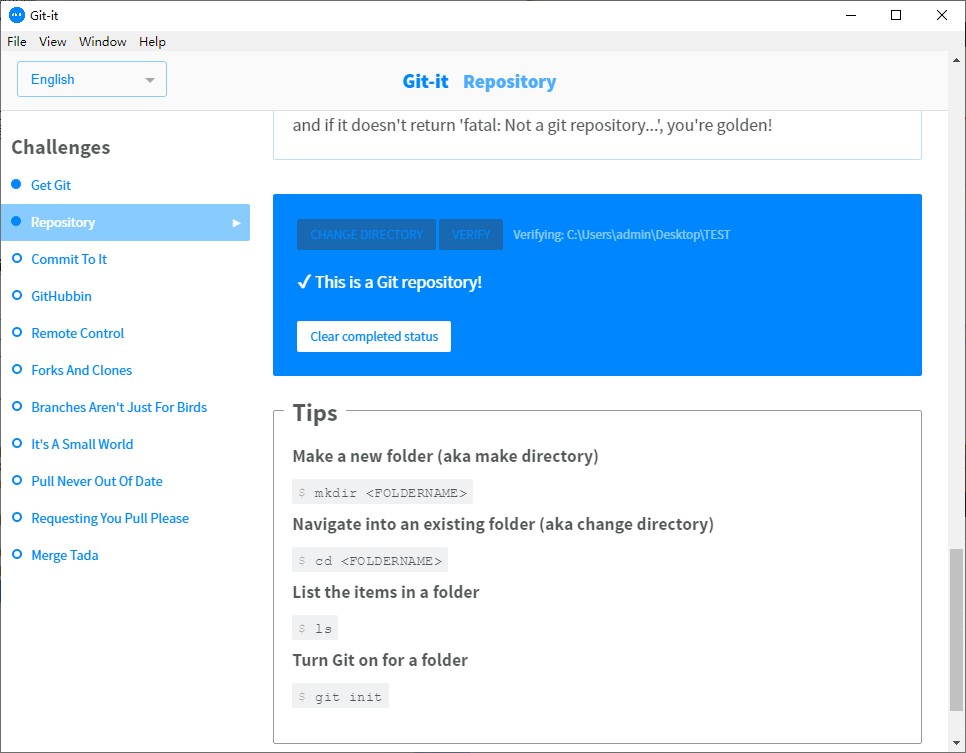 Git-it
File View Window Help
English
Git-it Repository
Challenges
Get Git
Repository
Commit To It
GitHubbin
Remote Control
Forks And Clones
Branches Aren't Just For Birds
It's A Small World
Pull Never Out Of Date
Requesting You Pull Please
Merge Tada
and if it doesn't return 'fatal: Not a git repository…', you're golden!
CHANGE DIRECTORY VERIFY Verifying: C:\Users\admin\Desktop\TEST
✓ This is a Git repository!
Clear completed status
Tips
Make a new folder (aka make directory)
$ mkdir <FOLDERNAME>
Navigate into an existing folder (aka change directory)
$ cd <FOLDERNAME>
List the items in a folder
$ ls
Turn Git on for a folder
$ git init